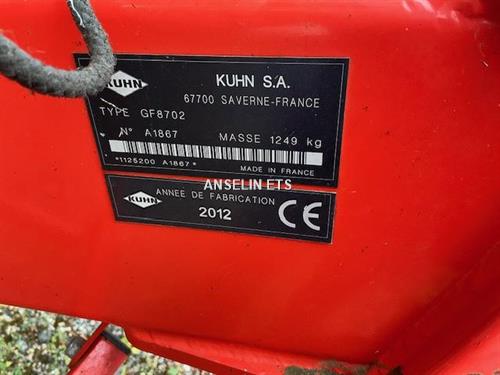 KUHN
KUHN S.A.
67700 SAVERNE-FRANCE
TYPE GF8702
N° A1867 MASSE 1249 kg
*1125200 A1867*
MADE IN FRANCE
ANSELIN ETS
KUHN
ANNÉE DE FABRICATION
2012
CE